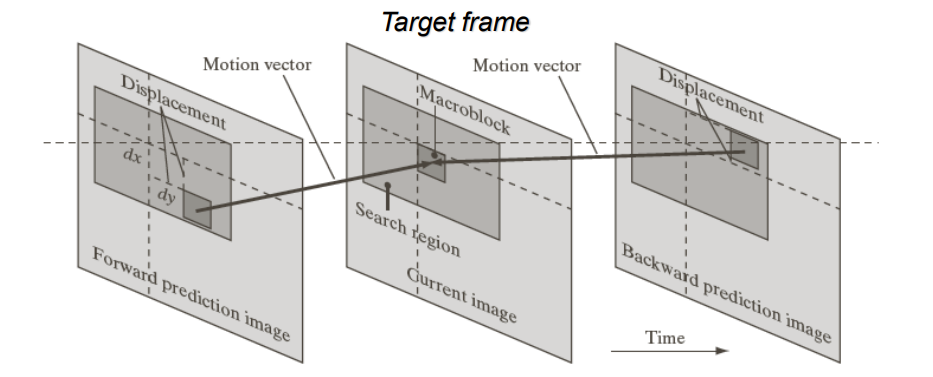 Target frame
Motion vector
Motion vector
Displacement
Macroblock
Displacement
dx
dy
Search region
Forward prediction image
Current image
Backward prediction image
Time